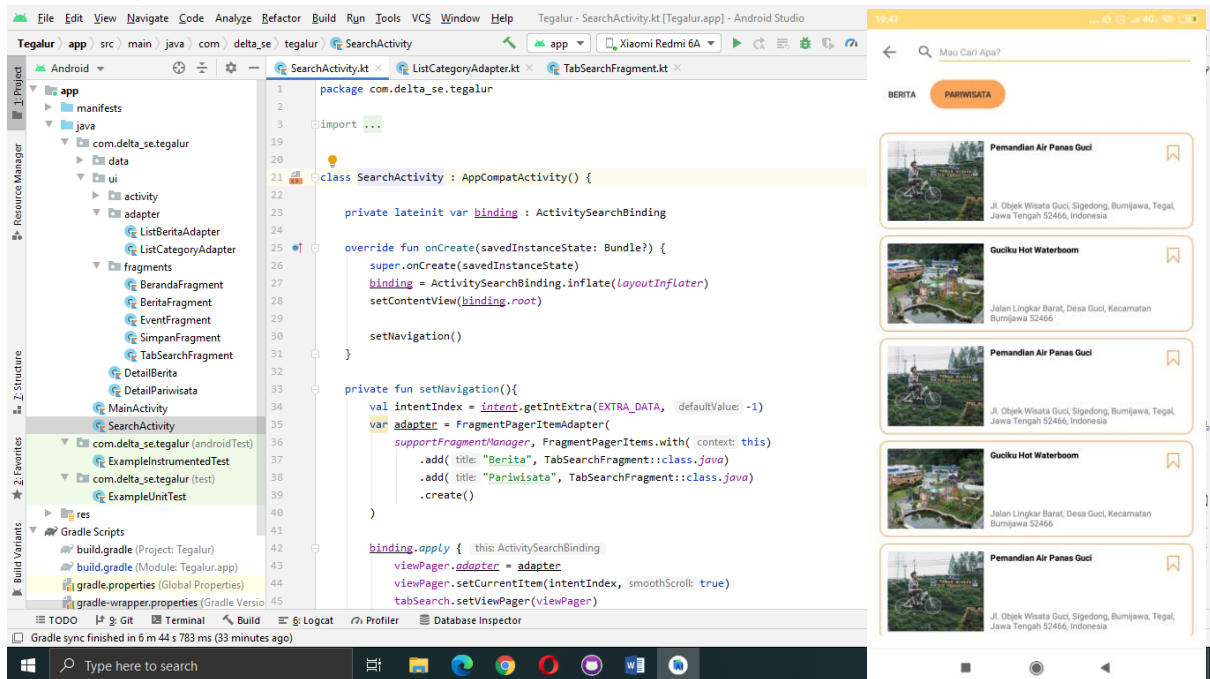 File Edit View Navigate Code Analyze Refactor Build Run Tools VCS Window Help Tegalur - SearchActivity.kt [Tegalur.app] - Android Studio
Tegalur app src main java com delta_se tegalur SearchActivity app Xiaomi Redmi 6A
Android
SearchActivity.kt ListCategoryAdapter.kt TabSearchFragment.kt
1: Project
Resource Manager
7: Structure
2: Favorites
Build Variants
app
manifests
java
com.delta_se.tegalur
data
ui
activity
adapter
ListBeritaAdapter
ListCategoryAdapter
fragments
BerandaFragment
BeritaFragment
EventFragment
SimpanFragment
TabSearchFragment
DetailBerita
DetailPariwisata
MainActivity
SearchActivity
com.delta_se.tegalur (androidTest)
ExampleInstrumentedTest
com.delta_se.tegalur (test)
ExampleUnitTest
res
Gradle Scripts
build.gradle (Project: Tegalur)
build.gradle (Module: Tegalur.app)
gradle.properties (Global Properties)
gradle-wrapper.properties (Gradle Versio
1 package com.delta_se.tegalur
2
3 import ...
19
20
21 class SearchActivity : AppCompatActivity() {
22
23 private lateinit var binding : ActivitySearchBinding
24
25 override fun onCreate(savedInstanceState: Bundle?) {
26 super.onCreate(savedInstanceState)
27 binding = ActivitySearchBinding.inflate(layoutInflater)
28 setContentView(binding.root)
29
30 setNavigation()
31 }
32
33 private fun setNavigation(){
34 val intentIndex = intent.getIntExtra(EXTRA_DATA, defaultValue: -1)
35 var adapter = FragmentPagerItemAdapter(
36 supportFragmentManager, FragmentPagerItems.with( context: this)
37 .add( title: "Berita", TabSearchFragment::class.java)
38 .add( title: "Pariwisata", TabSearchFragment::class.java)
39 .create()
40 )
41
42 binding.apply { this: ActivitySearchBinding
43 viewPager.adapter = adapter
44 viewPager.setCurrentItem(intentIndex, smoothScroll: true)
45 tabSearch.setViewPager(viewPager)
TODO 9: Git Terminal Build 6: Logcat Profiler Database Inspector
Gradle sync finished in 6 m 44 s 783 ms (33 minutes ago)
Type here to search
19:47
4G
Mau Cari Apa?
BERITA PARIWISATA
Pemandian Air Panas Guci
Jl. Objek Wisata Guci, Sigedong, Bumijawa, Tegal,
Jawa Tengah 52466, Indonesia
Guciku Hot Waterboom
Jalan Lingkar Barat, Desa Guci, Kecamatan
Bumijawa 52466
Pemandian Air Panas Guci
Jl. Objek Wisata Guci, Sigedong, Bumijawa, Tegal,
Jawa Tengah 52466, Indonesia
Guciku Hot Waterboom
Jalan Lingkar Barat, Desa Guci, Kecamatan
Bumijawa 52466
Pemandian Air Panas Guci
Jl. Objek Wisata Guci, Sigedong, Bumijawa, Tegal,
Jawa Tengah 52466, Indonesia